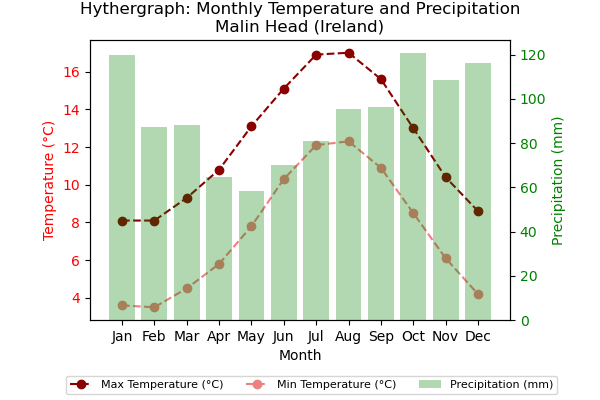 Hythergraph: Monthly Temperature and Precipitation
Malin Head (Ireland)
Temperature (°C)
16
14
12
10
8
6
4
120
100
80
60
40
20
0
Precipitation (mm)
Jan Feb Mar Apr May Jun Jul Aug Sep Oct Nov Dec
Month
Max Temperature (°C) Min Temperature (°C) Precipitation (mm)